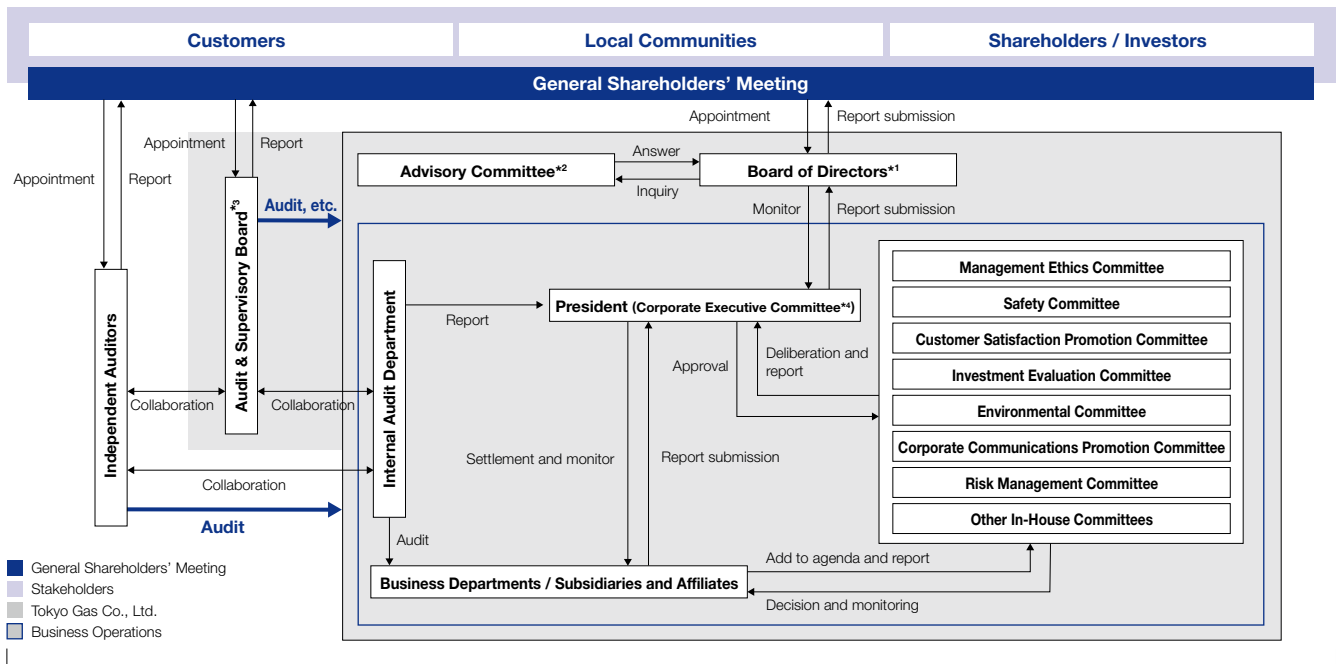 Customers
Local Communities
Shareholders / Investors
General Shareholders’ Meeting
Appointment
Report
Appointment
Report
Appointment
Report submission
Advisory Committee*2
Answer
Inquiry
Board of Directors*1
Audit, etc.
Monitor
Report submission
Independent Auditors
Audit & Supervisory Board*3
Internal Audit Department
Report
President (Corporate Executive Committee*4)
Approval
Deliberation and
report
Management Ethics Committee
Safety Committee
Customer Satisfaction Promotion Committee
Investment Evaluation Committee
Environmental Committee
Corporate Communications Promotion Committee
Risk Management Committee
Other In-House Committees
Collaboration
Collaboration
Collaboration
Settlement and monitor
Report submission
Audit
Audit
Business Departments / Subsidiaries and Affiliates
Add to agenda and report
Decision and monitoring
General Shareholders’ Meeting
Stakeholders
Tokyo Gas Co., Ltd.
Business Operations